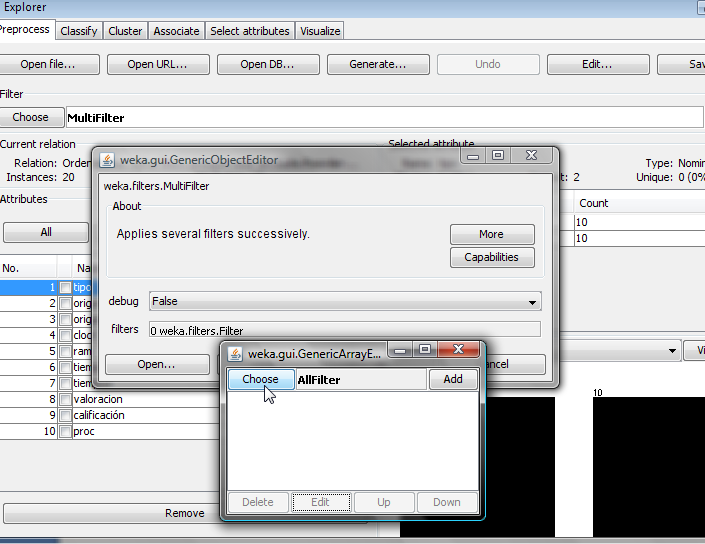 Explorer
Preprocess Classify Cluster Associate Select attributes Visualize
Open file... Open URL... Open DB... Generate... Undo Edit... Sav
Filter
Choose MultiFilter
Current relation
Relation: Orden
Instances: 20
Selected attribute
Type: Nomin
: 2 Unique: 0 (0%
Attributes
All
No. Na
1 tipo
2 orig
3 orig
4 cloc
5 ram
6 tiem
7 tiem
8 valoracion
9 calificación
10 proc
Remove
Count
10
10
Vi
10
weka.gui.GenericObjectEditor
weka.filters.MultiFilter
About
Applies several filters successively.
More
Capabilities
debug False
filters 0 weka.filters.Filter
Open... ancel
weka.gui.GenericArrayE...
Choose AllFilter Add
Delete Edit Up Down